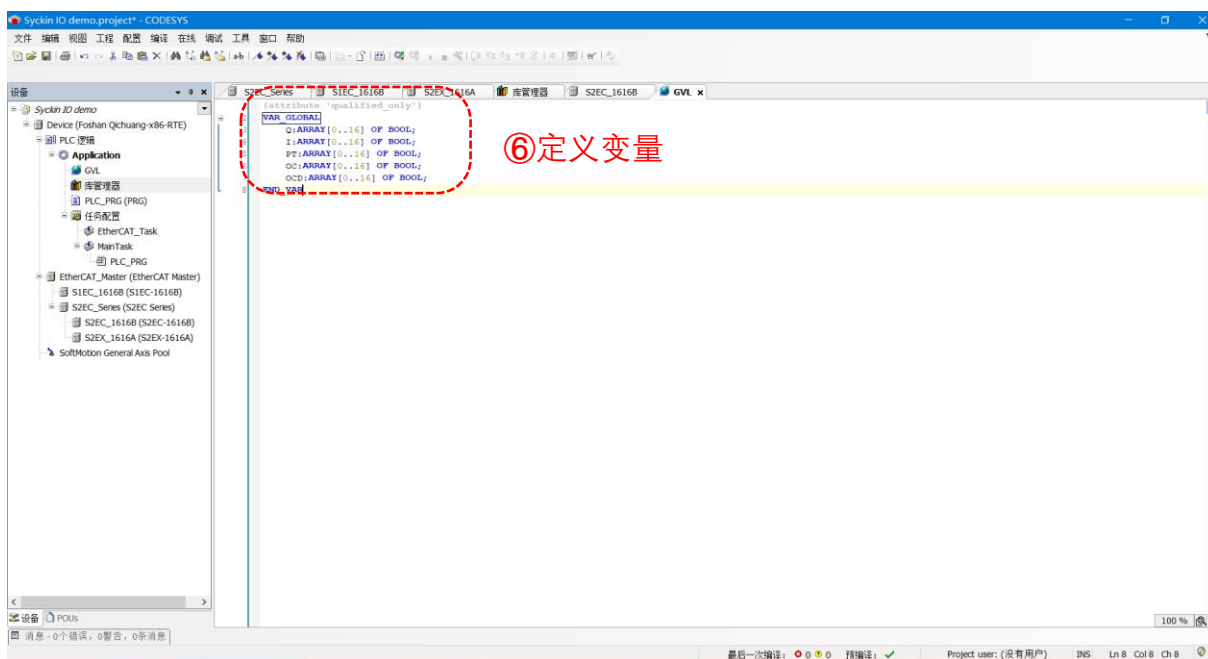 Syckin IO demo.project* - CODESYS
文件 编辑 视图 工程 配置 编译 在线 调试 工具 窗口 帮助
设备
Syckin IO demo
Device (Foshan Qichuang-x86-RTE)
PLC 逻辑
Application
GVL
库管理器
PLC_PRG (PRG)
任务配置
EtherCAT_Task
MainTask
PLC_PRG
EtherCAT_Master (EtherCAT Master)
S1EC_1616B (S1EC-1616B)
S2EC_Series (S2EC Series)
S2EC_1616B (S2EC-1616B)
S2EX_1616A (S2EX-1616A)
SoftMotion General Axis Pool
设备 POUs
S2EC_Series S1EC_1616B S2EX_1616A 库管理器 S2EC_1616B GVL x
{attribute 'qualified_only'}
VAR_GLOBAL
Q:ARRAY[0..16] OF BOOL;
I:ARRAY[0..16] OF BOOL;
PT:ARRAY[0..16] OF BOOL;
OC:ARRAY[0..16] OF BOOL;
OCD:ARRAY[0..16] OF BOOL;
END_VAR
⑥定义变量
100 %
消息 - 0个错误，0警告，0条消息
最后一次编译： 0 0 预编译： Project user: (没有用户) INS Ln 8 Col 8 Ch 8